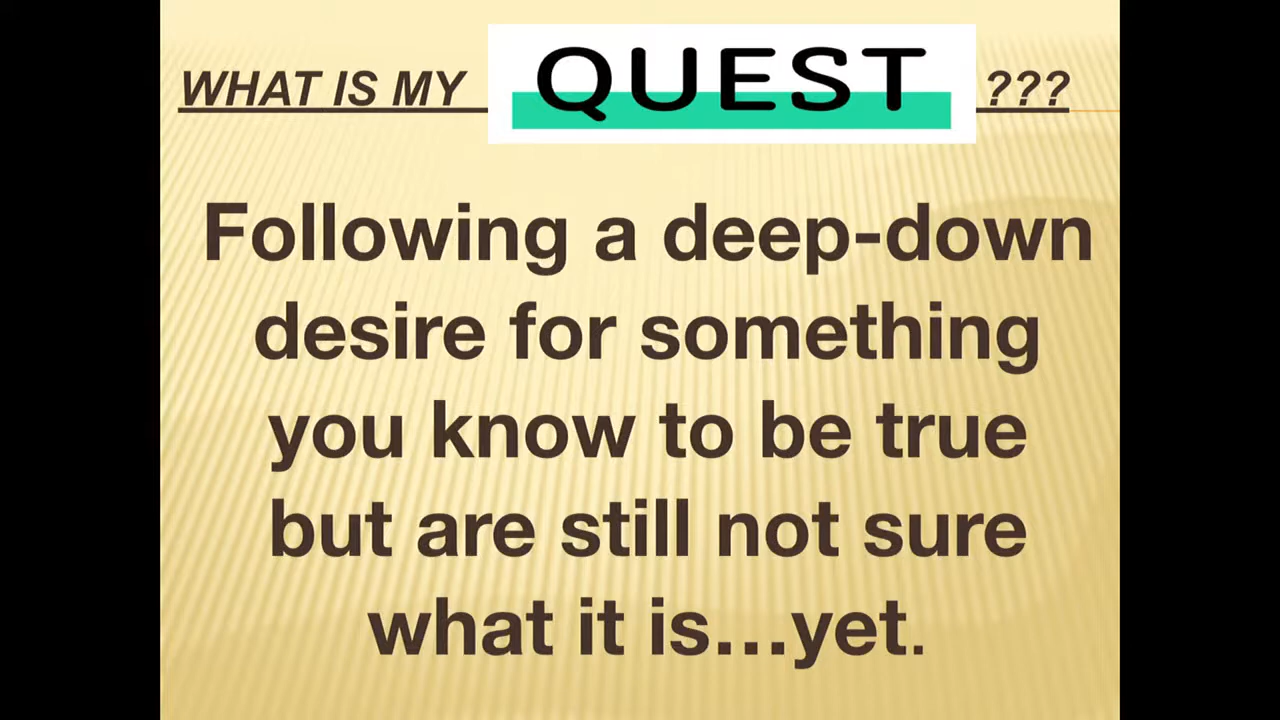 WHAT IS MY QUEST ???
Following a deep-down
desire for something
you know to be true
but are still not sure
what it is...yet.